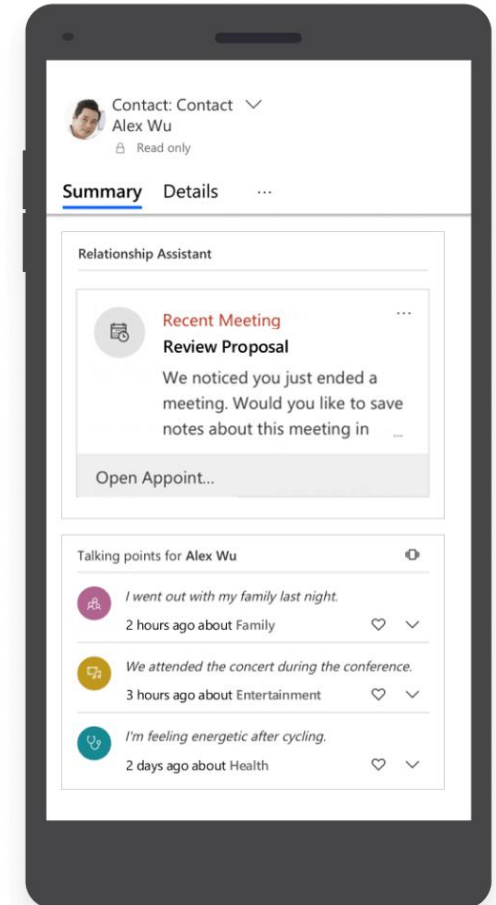 Contact: Contact
Alex Wu
Read only
Summary Details ...
Relationship Assistant
Recent Meeting ...
Review Proposal
We noticed you just ended a
meeting. Would you like to save
notes about this meeting in ...
Open Appoint...
Talking points for Alex Wu
I went out with my family last night.
2 hours ago about Family
We attended the concert during the conference.
3 hours ago about Entertainment
I'm feeling energetic after cycling.
2 days ago about Health